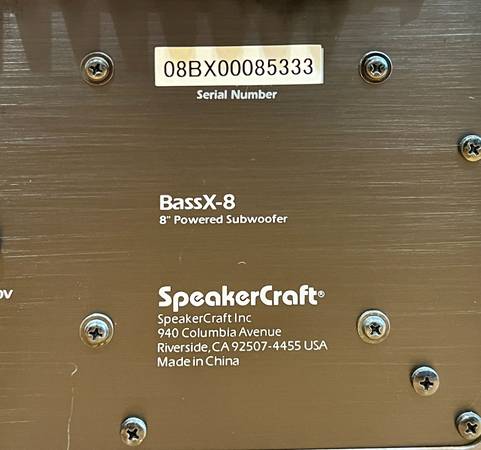 08BX00085333
Serial Number
BassX-8
8" Powered Subwoofer
0V
SpeakerCraft®
SpeakerCraft Inc
940 Columbia Avenue
Riverside, CA 92507-4455 USA
Made in China